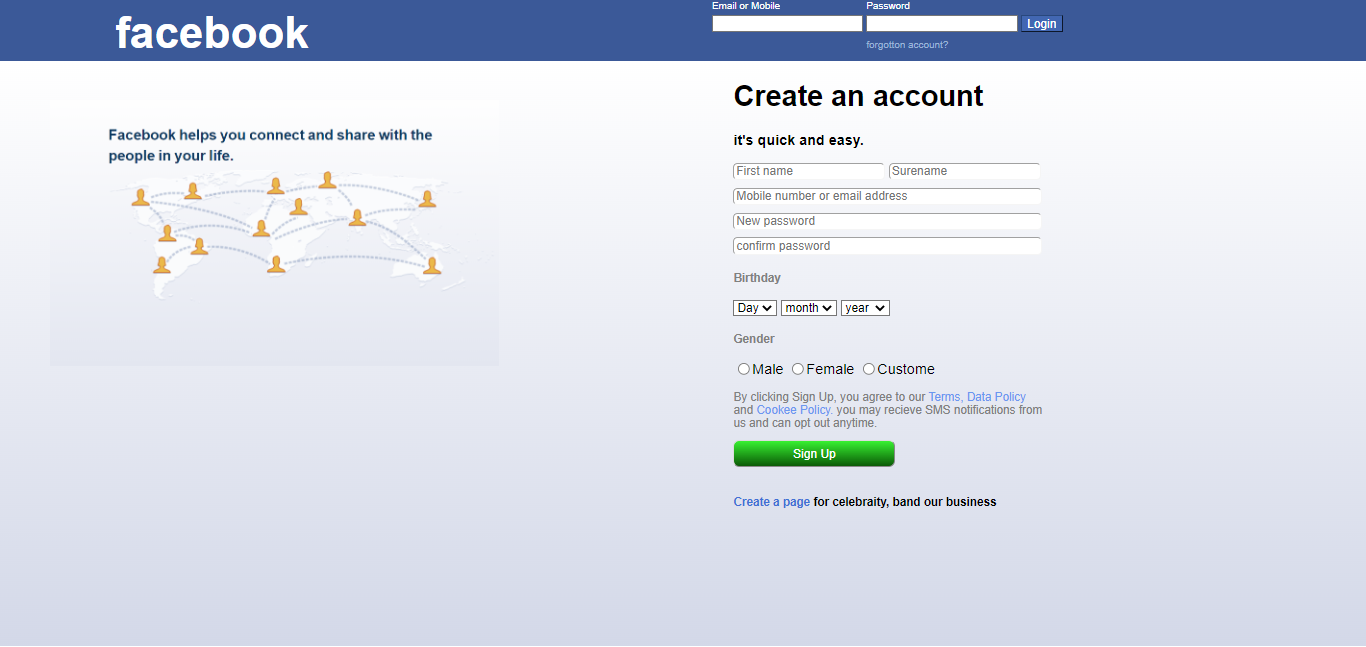 facebook
Email or Mobile
Password
Login
forgotton account?
Facebook helps you connect and share with the
people in your life.
Create an account
it's quick and easy.
First name
Surename
Mobile number or email address
New password
confirm password
Birthday
Day month year
Gender
Male Female Custome
By clicking Sign Up, you agree to our Terms, Data Policy
and Cookee Policy. you may recieve SMS notifications from
us and can opt out anytime.
Sign Up
Create a page for celebraity, band our business